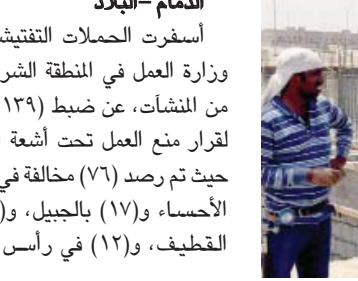 الدمام –البلاد
أسفرت الحملات التفتيش
وزارة العمل في المنطقة الشر
من المنشآت، عن ضبط (١٣٩
لقرار منع العمل تحت أشعة ا
حيث تم رصد (٧٦) مخالفة في
الأحساء و(١٧) بالجبيل، و(
القطيف، و(١٢) في رأس